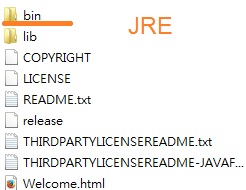 bin
JRE
lib
COPYRIGHT
LICENSE
README.txt
release
THIRDPARTYLICENSEREADME.txt
THIRDPARTYLICENSEREADME-JAVAF...
Welcome.html